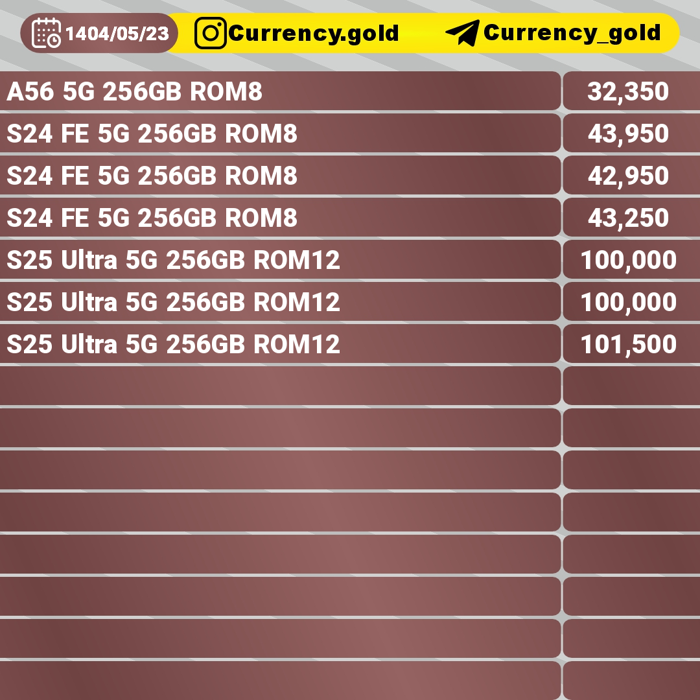 1404/05/23 Currency.gold Currency_gold
A56 5G 256GB ROM8 32,350
S24 FE 5G 256GB ROM8 43,950
S24 FE 5G 256GB ROM8 42,950
S24 FE 5G 256GB ROM8 43,250
S25 Ultra 5G 256GB ROM12 100,000
S25 Ultra 5G 256GB ROM12 100,000
S25 Ultra 5G 256GB ROM12 101,500